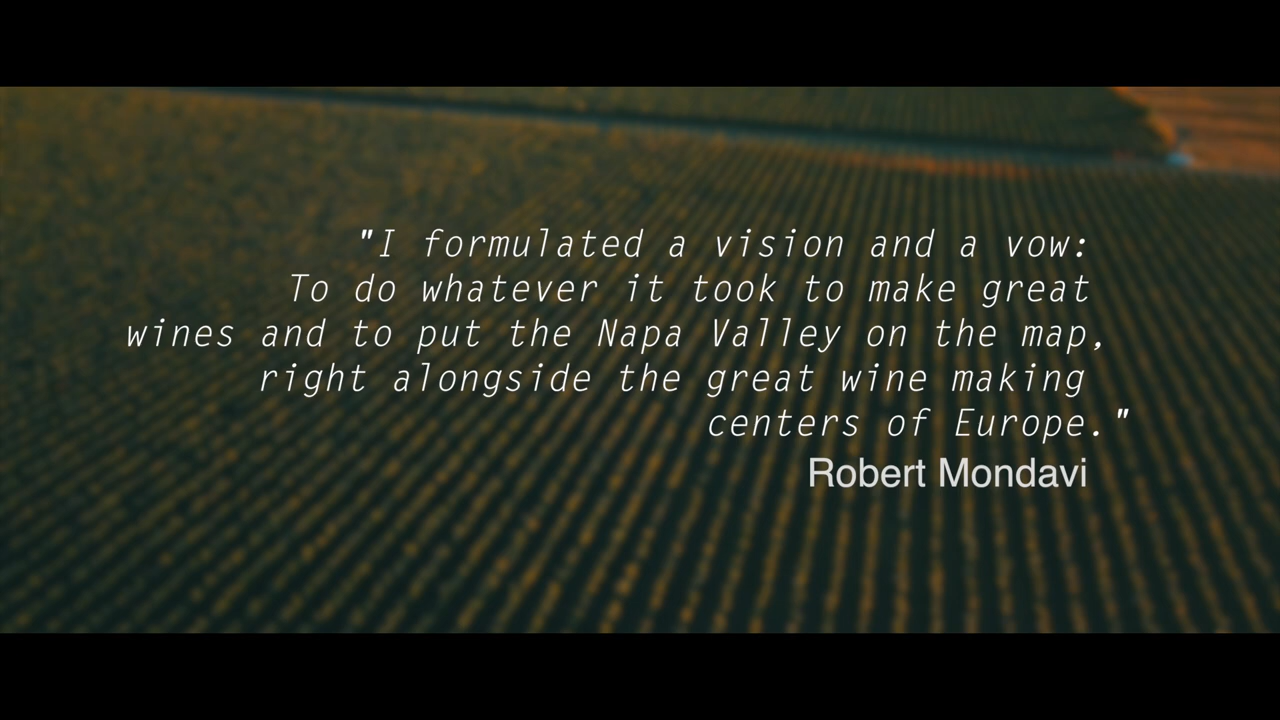 "I formulated a vision and a vow:
To do whatever it took to make great
wines and to put the Napa Valley on the map,
right alongside the great wine making
centers of Europe."
Robert Mondavi